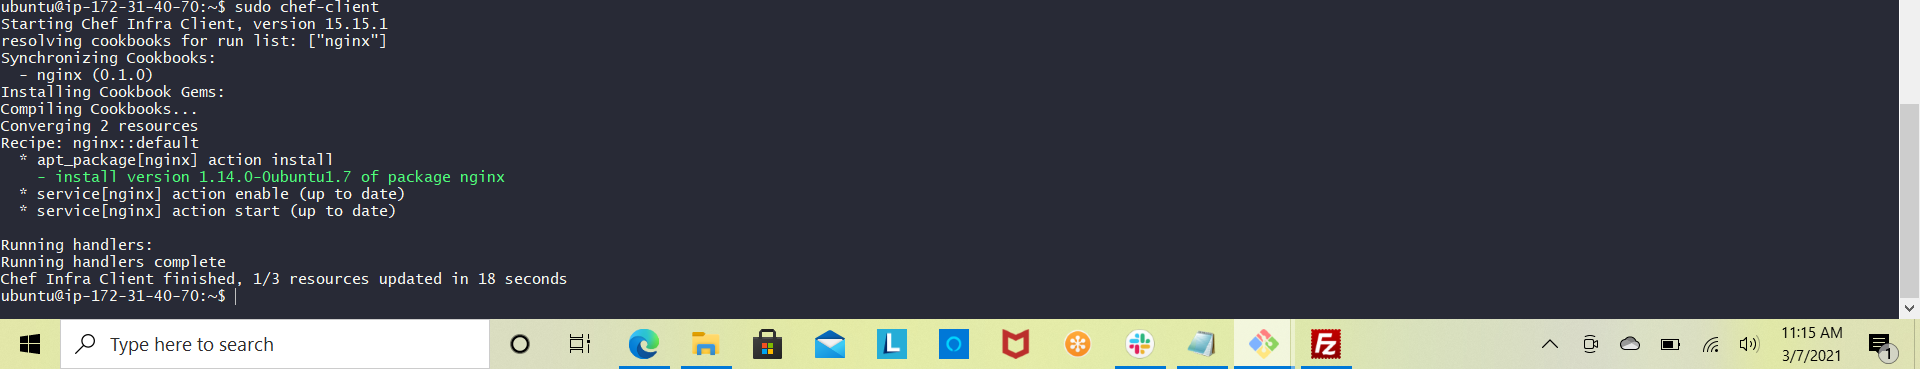 ubuntu@ip-172-31-40-70:~$ sudo chef-client
Starting Chef Infra Client, version 15.15.1
resolving cookbooks for run list: ["nginx"]
Synchronizing Cookbooks:
  - nginx (0.1.0)
Installing Cookbook Gems:
Compiling Cookbooks...
Converging 2 resources
Recipe: nginx::default
  * apt_package[nginx] action install
    - install version 1.14.0-0ubuntu1.7 of package nginx
  * service[nginx] action enable (up to date)
  * service[nginx] action start (up to date)

Running handlers:
Running handlers complete
Chef Infra Client finished, 1/3 resources updated in 18 seconds
ubuntu@ip-172-31-40-70:~$
Type here to search
L
FZ
11:15 AM
3/7/2021
1